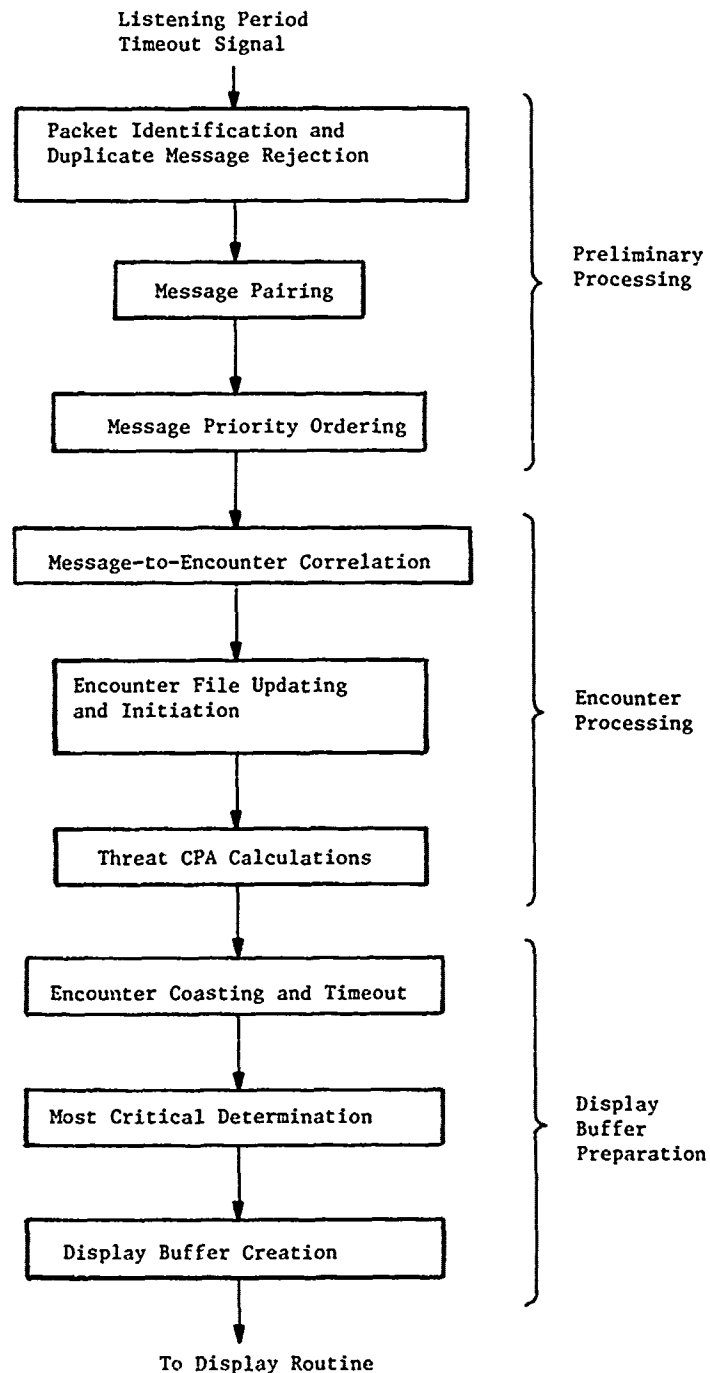 Listening Period
Timeout Signal
Packet Identification and
Duplicate Message Rejection
Message Pairing
Message Priority Ordering
Preliminary
Processing
Message-to-Encounter Correlation
Encounter File Updating
and Initiation
Threat CPA Calculations
Encounter
Processing
Encounter Coasting and Timeout
Most Critical Determination
Display Buffer Creation
Display
Buffer
Preparation
To Display Routine